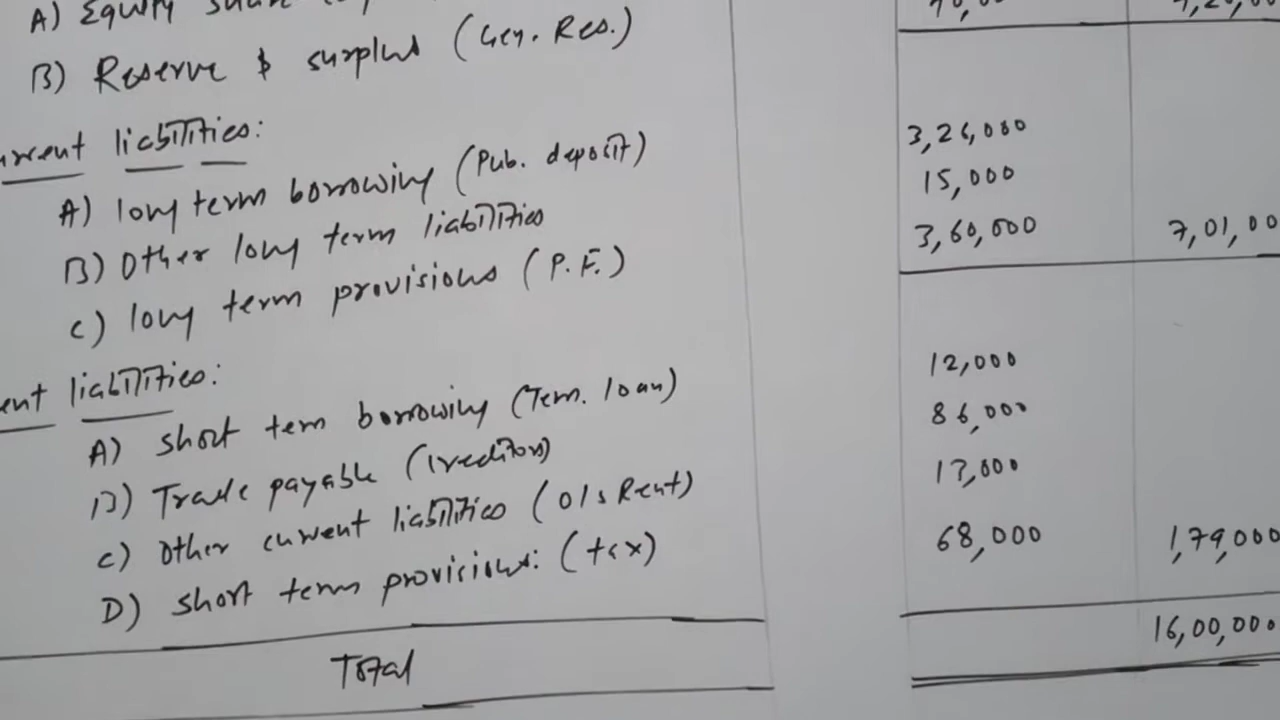 A) Equity
B) Reserve & surplus (Gen. Res.)
liabilities:
A) long term borrowing (Pub. deposit) 3,26,000
B) Other long term liabilities 15,000
C) long term provisions (P.F.) 3,60,000 7,01,00
liabilities:
A) short tem borrowing (Tem. loan) 12,000
B) Trade payable (Creditors) 86,000
C) Other current liabilities (O/s Rent) 13,000
D) short term provisions: (tax) 68,000 1,79,000
Total 16,00,000